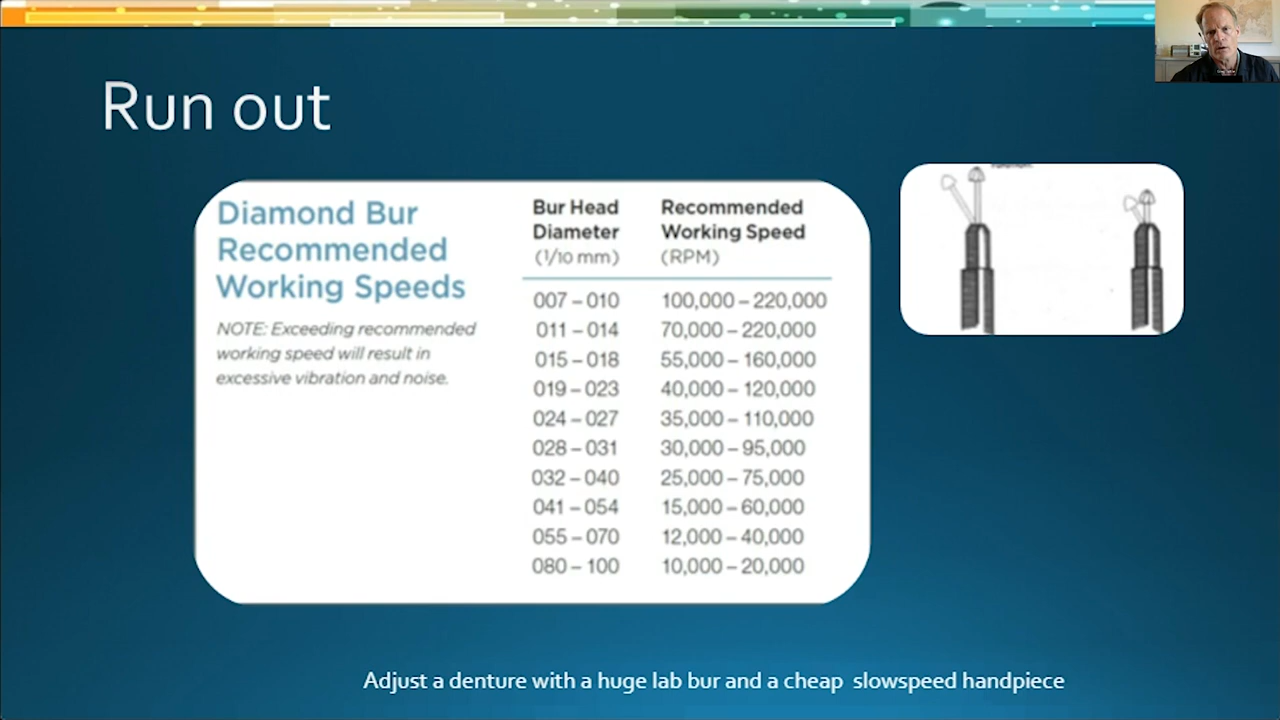 Run out
Diamond Bur
Recommended
Working Speeds
NOTE: Exceeding recommended
working speed will result in
excessive vibration and noise.
Bur Head Recommended
Diameter Working Speed
(1/10 mm) (RPM)
007 – 010 100,000 – 220,000
011 – 014 70,000 – 220,000
015 – 018 55,000 – 160,000
019 – 023 40,000 – 120,000
024 – 027 35,000 – 110,000
028 – 031 30,000 – 95,000
032 – 040 25,000 – 75,000
041 – 054 15,000 – 60,000
055 – 070 12,000 – 40,000
080 – 100 10,000 – 20,000
Adjust a denture with a huge lab bur and a cheap slowspeed handpiece